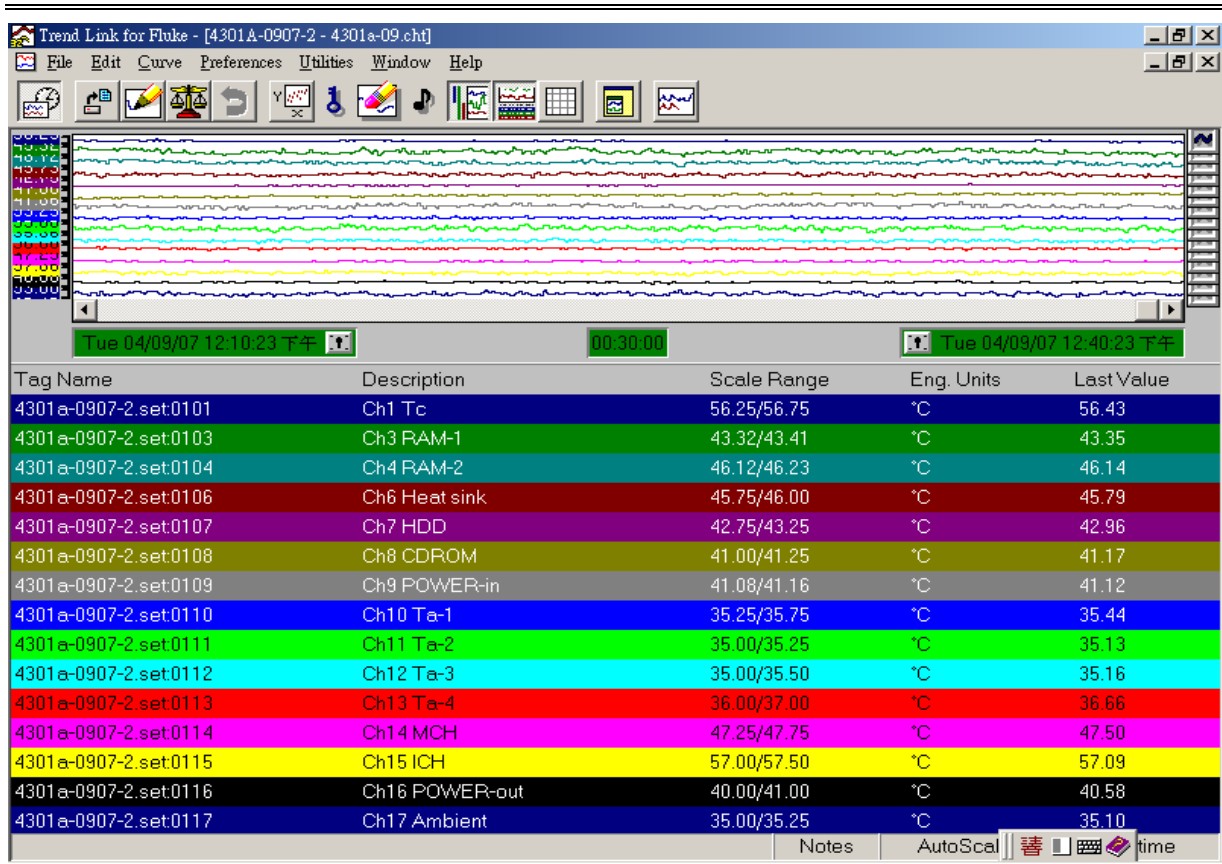 Trend Link for Fluke - [4301A-0907-2 - 4301a-09.cht]
File Edit Curve Preferences Utilities Window Help
Tue 04/09/07 12:10:23 下午 00:30:00 Tue 04/09/07 12:40:23 下午
Tag Name Description Scale Range Eng. Units Last Value
4301a-0907-2.set:0101 Ch1 Tc 56.25/56.75 °C 56.43
4301a-0907-2.set:0103 Ch3 RAM-1 43.32/43.41 °C 43.35
4301a-0907-2.set:0104 Ch4 RAM-2 46.12/46.23 °C 46.14
4301a-0907-2.set:0106 Ch6 Heat sink 45.75/46.00 °C 45.79
4301a-0907-2.set:0107 Ch7 HDD 42.75/43.25 °C 42.96
4301a-0907-2.set:0108 Ch8 CDROM 41.00/41.25 °C 41.17
4301a-0907-2.set:0109 Ch9 POWER-in 41.08/41.16 °C 41.12
4301a-0907-2.set:0110 Ch10 Ta-1 35.25/35.75 °C 35.44
4301a-0907-2.set:0111 Ch11 Ta-2 35.00/35.25 °C 35.13
4301a-0907-2.set:0112 Ch12 Ta-3 35.00/35.50 °C 35.16
4301a-0907-2.set:0113 Ch13 Ta-4 36.00/37.00 °C 36.66
4301a-0907-2.set:0114 Ch14 MCH 47.25/47.75 °C 47.50
4301a-0907-2.set:0115 Ch15 ICH 57.00/57.50 °C 57.09
4301a-0907-2.set:0116 Ch16 POWER-out 40.00/41.00 °C 40.58
4301a-0907-2.set:0117 Ch17 Ambient 35.00/35.25 °C 35.10
Notes AutoScal time